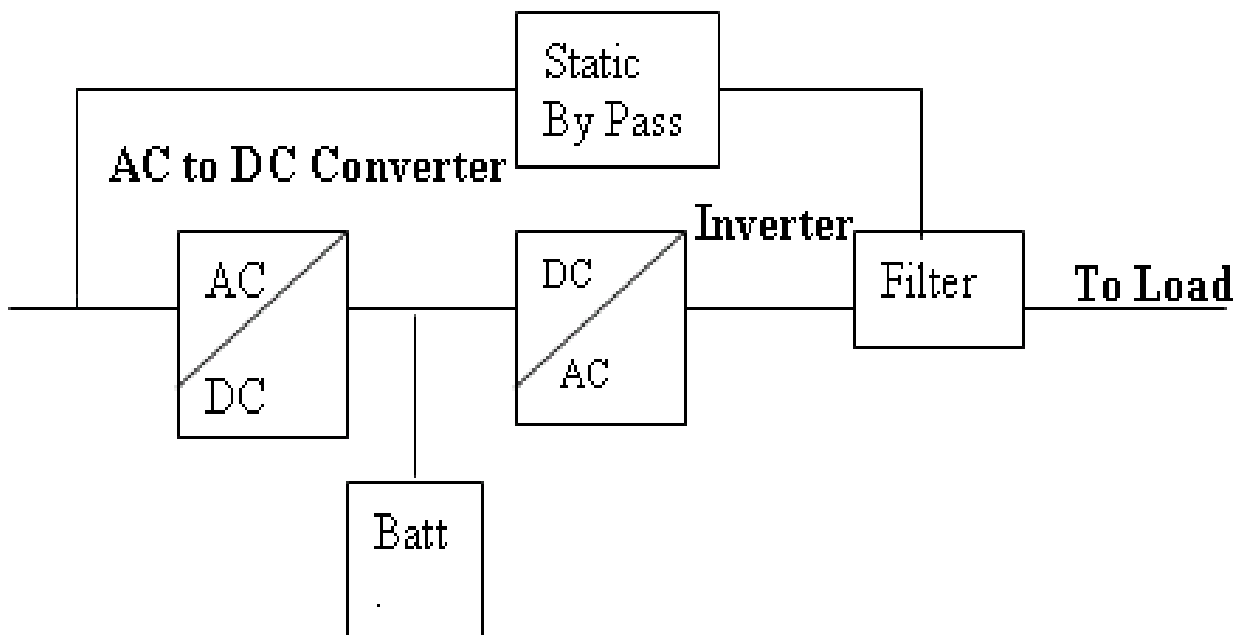 Static
By Pass
AC to DC Converter
Inverter
AC
DC
DC
AC
Filter
To Load
Batt
.